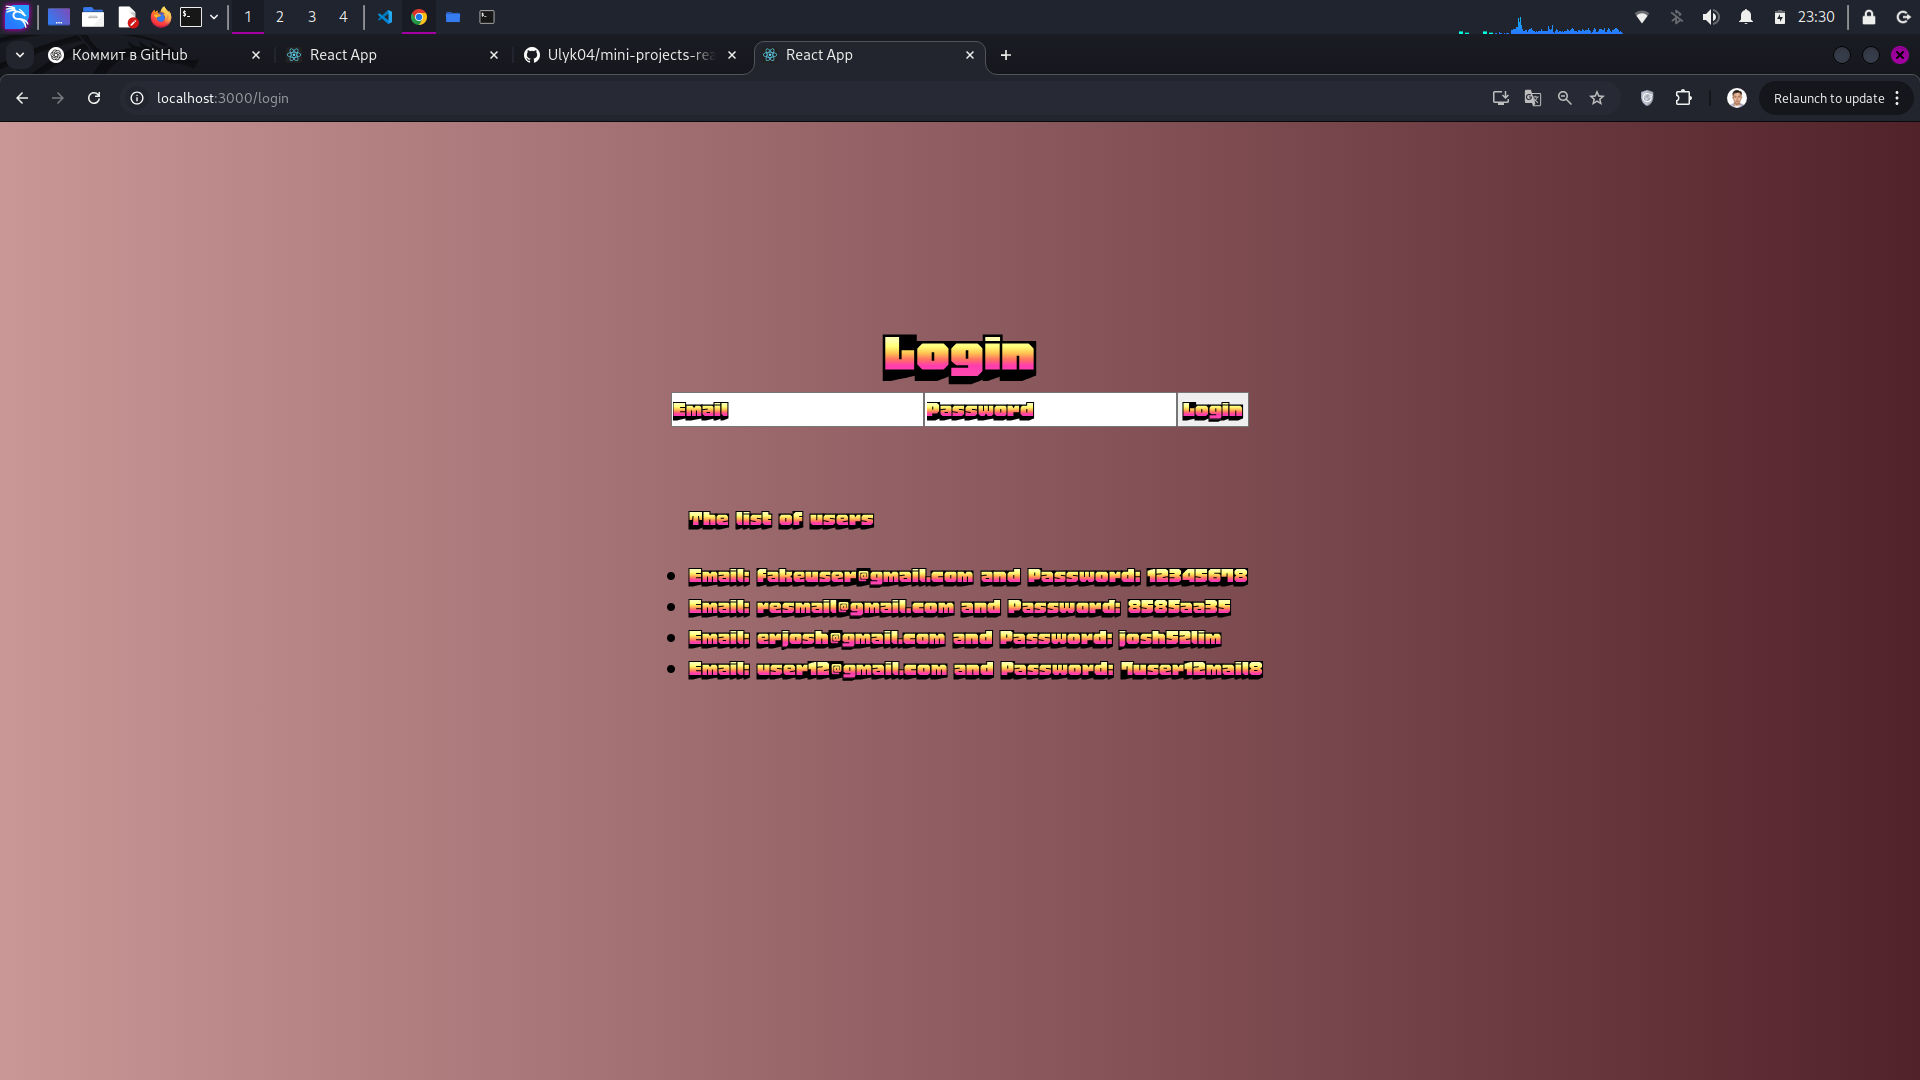 1 2 3 4 23:30
Коммит в GitHub React App Ulyk04/mini-projects-rea React App
localhost:3000/login Relaunch to update
Login
Email Password Login
The list of users
Email: fakeuser@gmail.com and Password: 12345678
Email: resmail@gmail.com and Password: 8585aa35
Email: erjosh@gmail.com and Password: josh52lim
Email: user12@gmail.com and Password: 7user12mail8